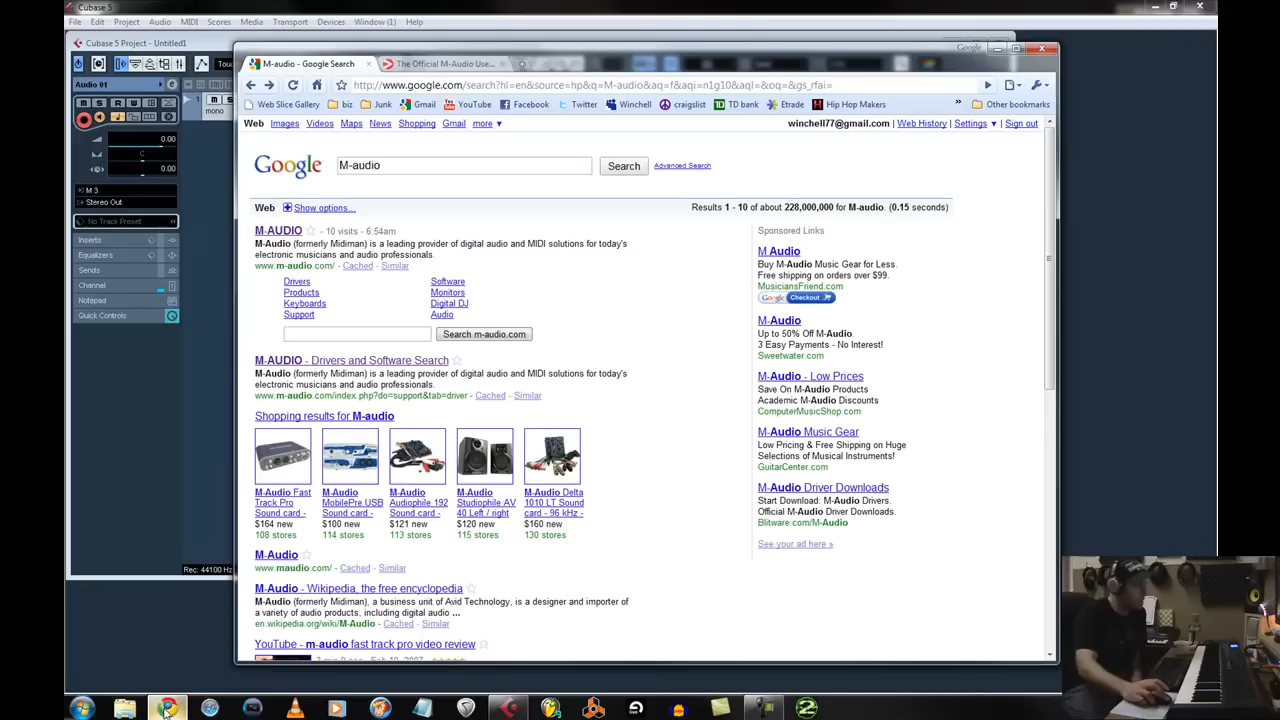 Cubase 5
File Edit Project Audio MIDI Scores Media Transport Devices Window (1) Help
Cubase 5 Project - Untitled1
Google
M-audio - Google Search
The Official M-Audio Use...
http://www.google.com/search?hl=en&source=hp&q=M-audio&aq=f&aqi=n1g10&aql=&oq=&gs_rfai=
Web Slice Gallery biz Junk Gmail YouTube Facebook Twitter Winchell craigslist TD bank Etrade Hip Hop Makers » Other bookmarks
Audio 01
mono
Web Images Videos Maps News Shopping Gmail more ▼ winchell77@gmail.com | Web History | Settings ▼ | Sign out
0.00
C
0.00
Google M-audio Search Advanced Search
M 3
Stereo Out
No Track Preset
Web Show options... Results 1 - 10 of about 228,000,000 for M-audio. (0.15 seconds)
Inserts
Equalizers
Sends
Channel
Notepad
Quick Controls
M-AUDIO - 10 visits - 6:54am
M-Audio (formerly Midiman) is a leading provider of digital audio and MIDI solutions for today's
electronic musicians and audio professionals.
www.m-audio.com/ - Cached - Similar
Drivers Software
Products Monitors
Keyboards Digital DJ
Support Audio
Search m-audio.com
M-AUDIO - Drivers and Software Search
M-Audio (formerly Midiman) is a leading provider of digital audio and MIDI solutions for today's
electronic musicians and audio professionals.
www.m-audio.com/index.php?do=support&tab=driver - Cached - Similar
Shopping results for M-audio
M-Audio Fast
Track Pro
Sound card -
$164 new
108 stores
M-Audio
MobilePre USB
Sound card -
$100 new
114 stores
M-Audio
Audiophile 192
Sound card -
$121 new
113 stores
M-Audio
Studiophile AV
40 Left / right
$120 new
115 stores
M-Audio Delta
1010 LT Sound
card - 96 kHz -
$160 new
130 stores
M-Audio
www.maudio.com/ - Cached - Similar
M-Audio - Wikipedia, the free encyclopedia
M-Audio (formerly Midiman), a business unit of Avid Technology, is a designer and importer of
a variety of audio products, including digital audio ...
en.wikipedia.org/wiki/M-Audio - Cached - Similar
YouTube - m-audio fast track pro video review
Sponsored Links
M Audio
Buy M-Audio Music Gear for Less.
Free shipping on orders over $99.
MusiciansFriend.com
Google Checkout
M-Audio
Up to 50% Off M-Audio
3 Easy Payments - No Interest!
Sweetwater.com
M-Audio - Low Prices
Save On M-Audio Products
Academic M-Audio Discounts
ComputerMusicShop.com
M-Audio Music Gear
Low Pricing & Free Shipping on Huge
Selections of Musical Instruments!
GuitarCenter.com
M-Audio Driver Downloads
Start Download: M-Audio Drivers.
Official M-Audio Driver Downloads.
Blitware.com/M-Audio
See your ad here »
Rec: 44100 Hz